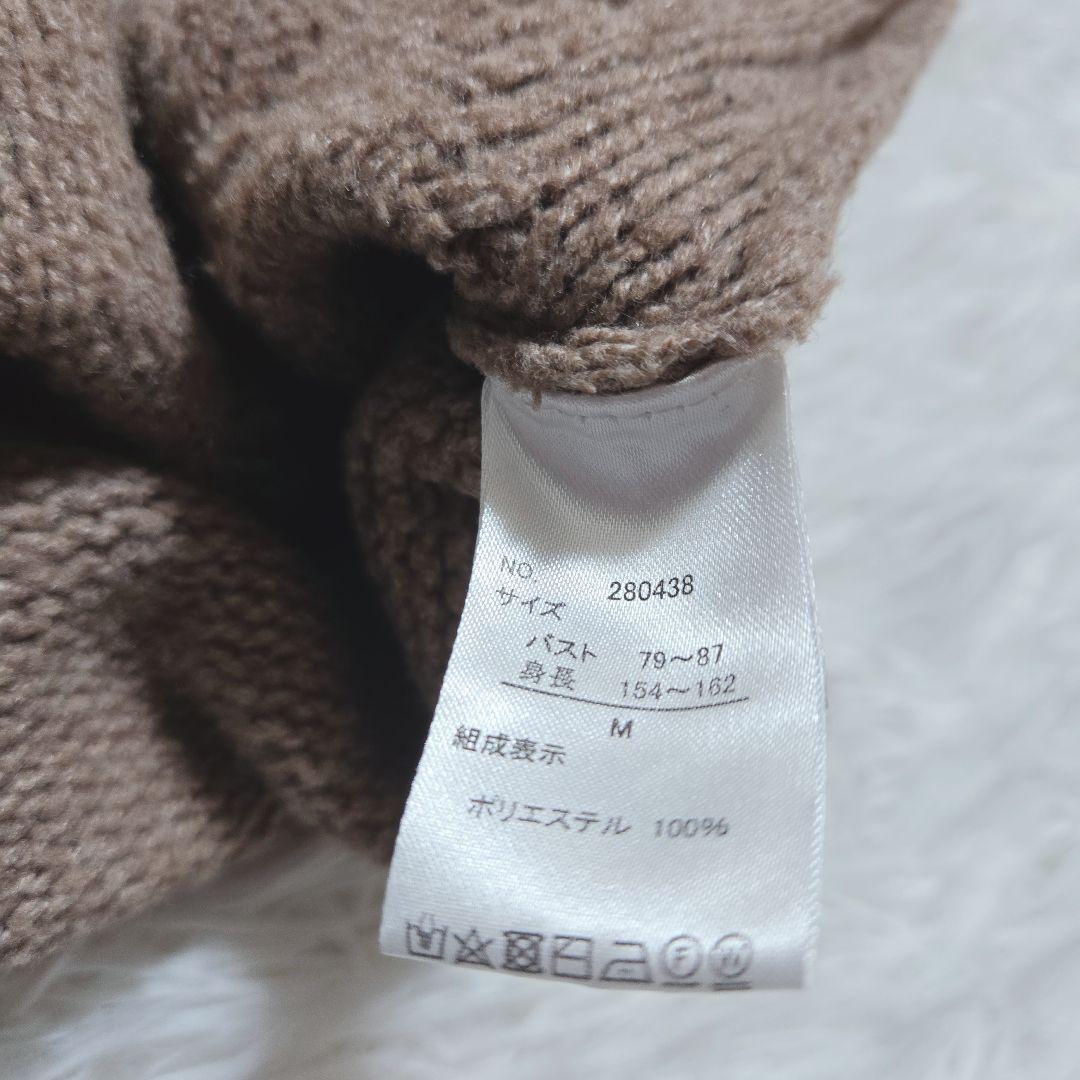 NO. 280438
サイズ
バスト 79〜87
身長 154〜162
M
組成表示
ポリエステル 100%
F W